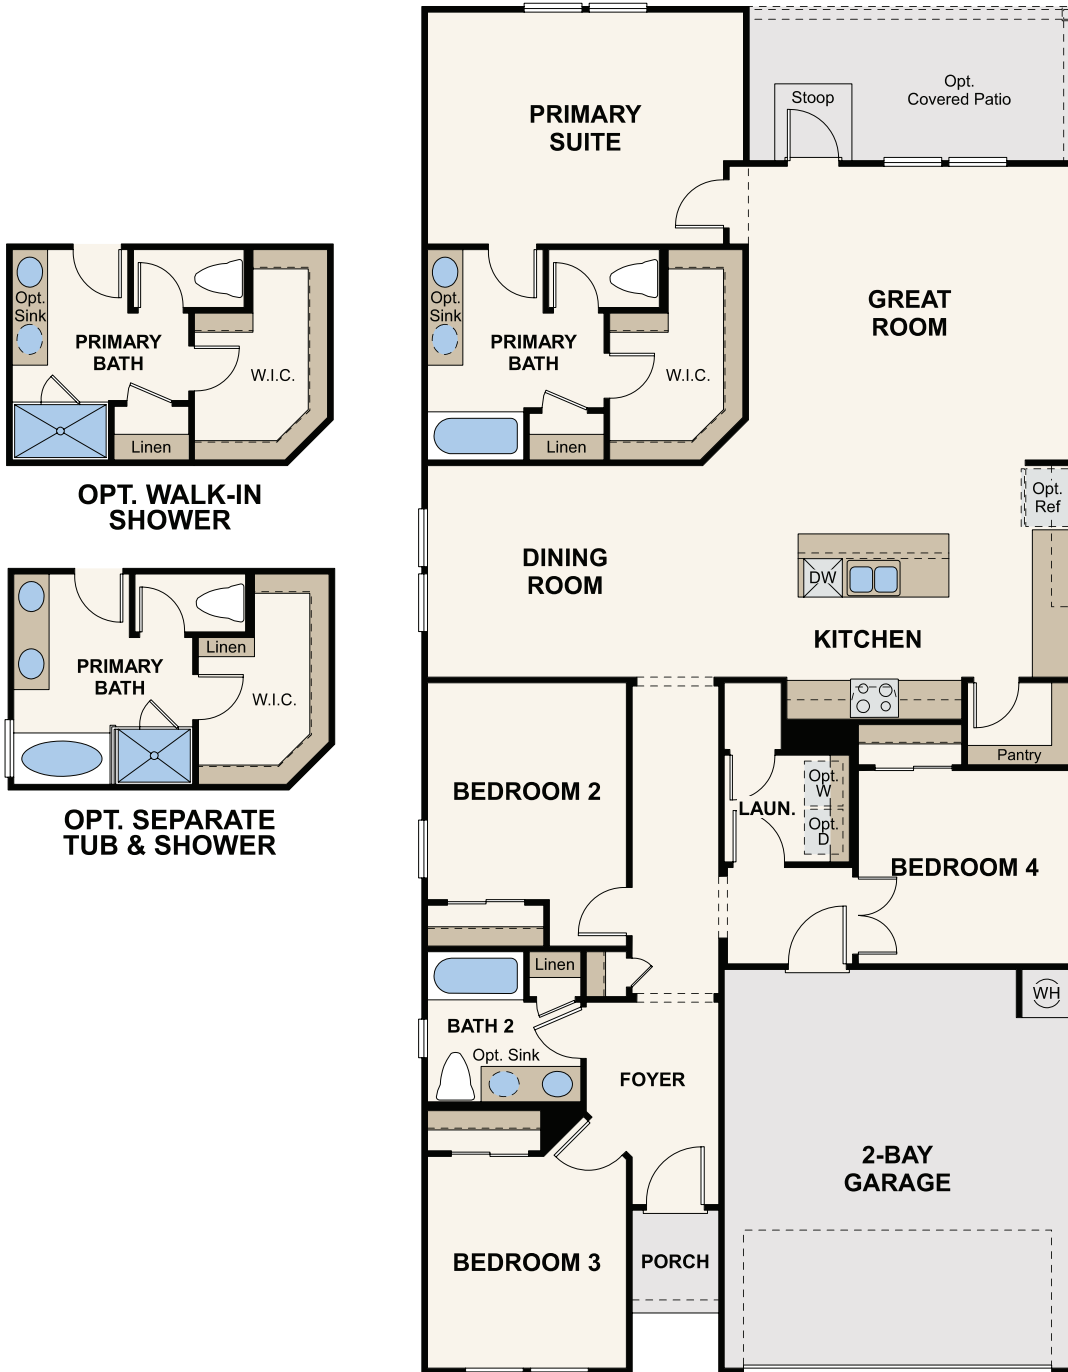 PRIMARY
SUITE
Stoop
Opt.
Covered Patio
GREAT
ROOM
Opt.
Sink
PRIMARY
BATH
W.I.C.
Linen
OPT. WALK-IN
SHOWER
Opt.
Sink
PRIMARY
BATH
W.I.C.
Linen
Opt.
Ref
DINING
ROOM
DW
KITCHEN
Linen
PRIMARY
BATH
W.I.C.
OPT. SEPARATE
TUB & SHOWER
Pantry
BEDROOM 2
LAUN.
Opt.
W
Opt.
D
BEDROOM 4
Linen
BATH 2
Opt. Sink
FOYER
WH
2-BAY
GARAGE
BEDROOM 3
PORCH